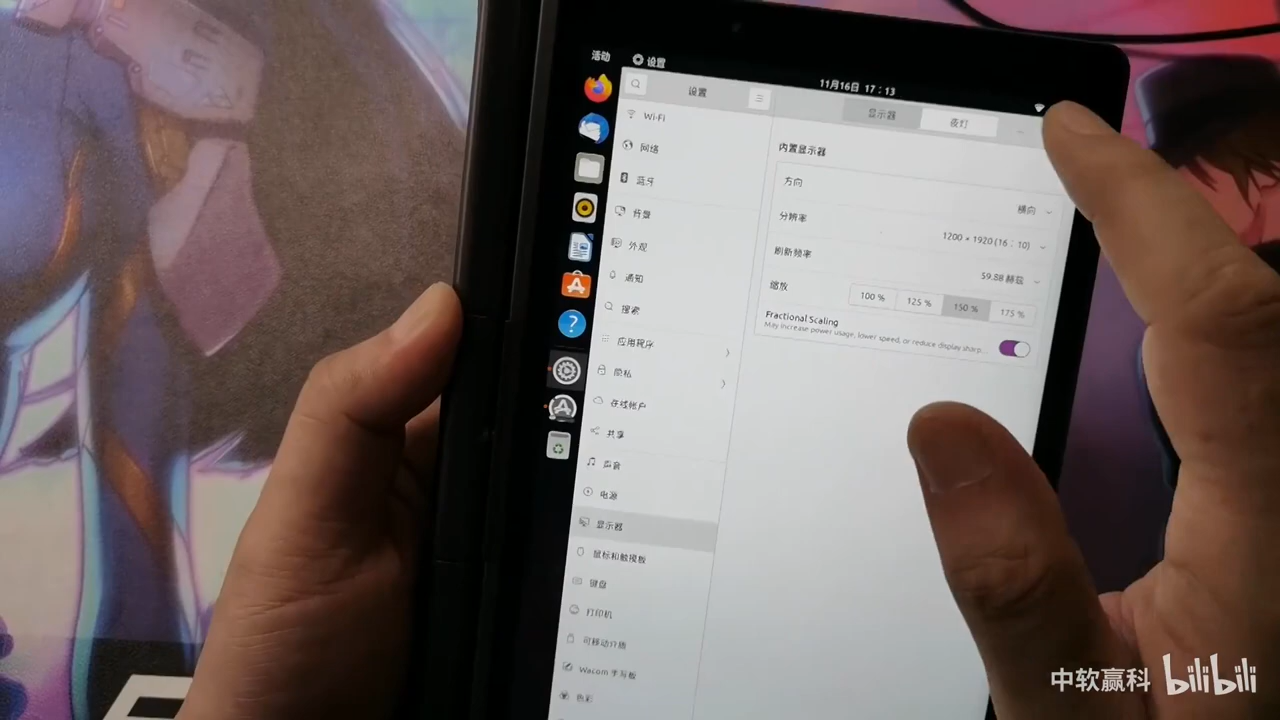 活动
设置
11月16日 17：13
设置
显示器
夜灯
Wi-Fi
网络
蓝牙
背景
外观
通知
搜索
应用程序
隐私
在线帐户
共享
声音
电源
显示器
鼠标和触摸板
键盘
打印机
可移动介质
Wacom 手写板
色彩
内置显示器
方向
横向
分辨率
1200 × 1920 (16：10)
刷新频率
59.88 赫兹
缩放
100 %
125 %
150 %
175 %
Fractional Scaling
May increase power usage, lower speed, or reduce display sharp...
中软赢科 bilibili